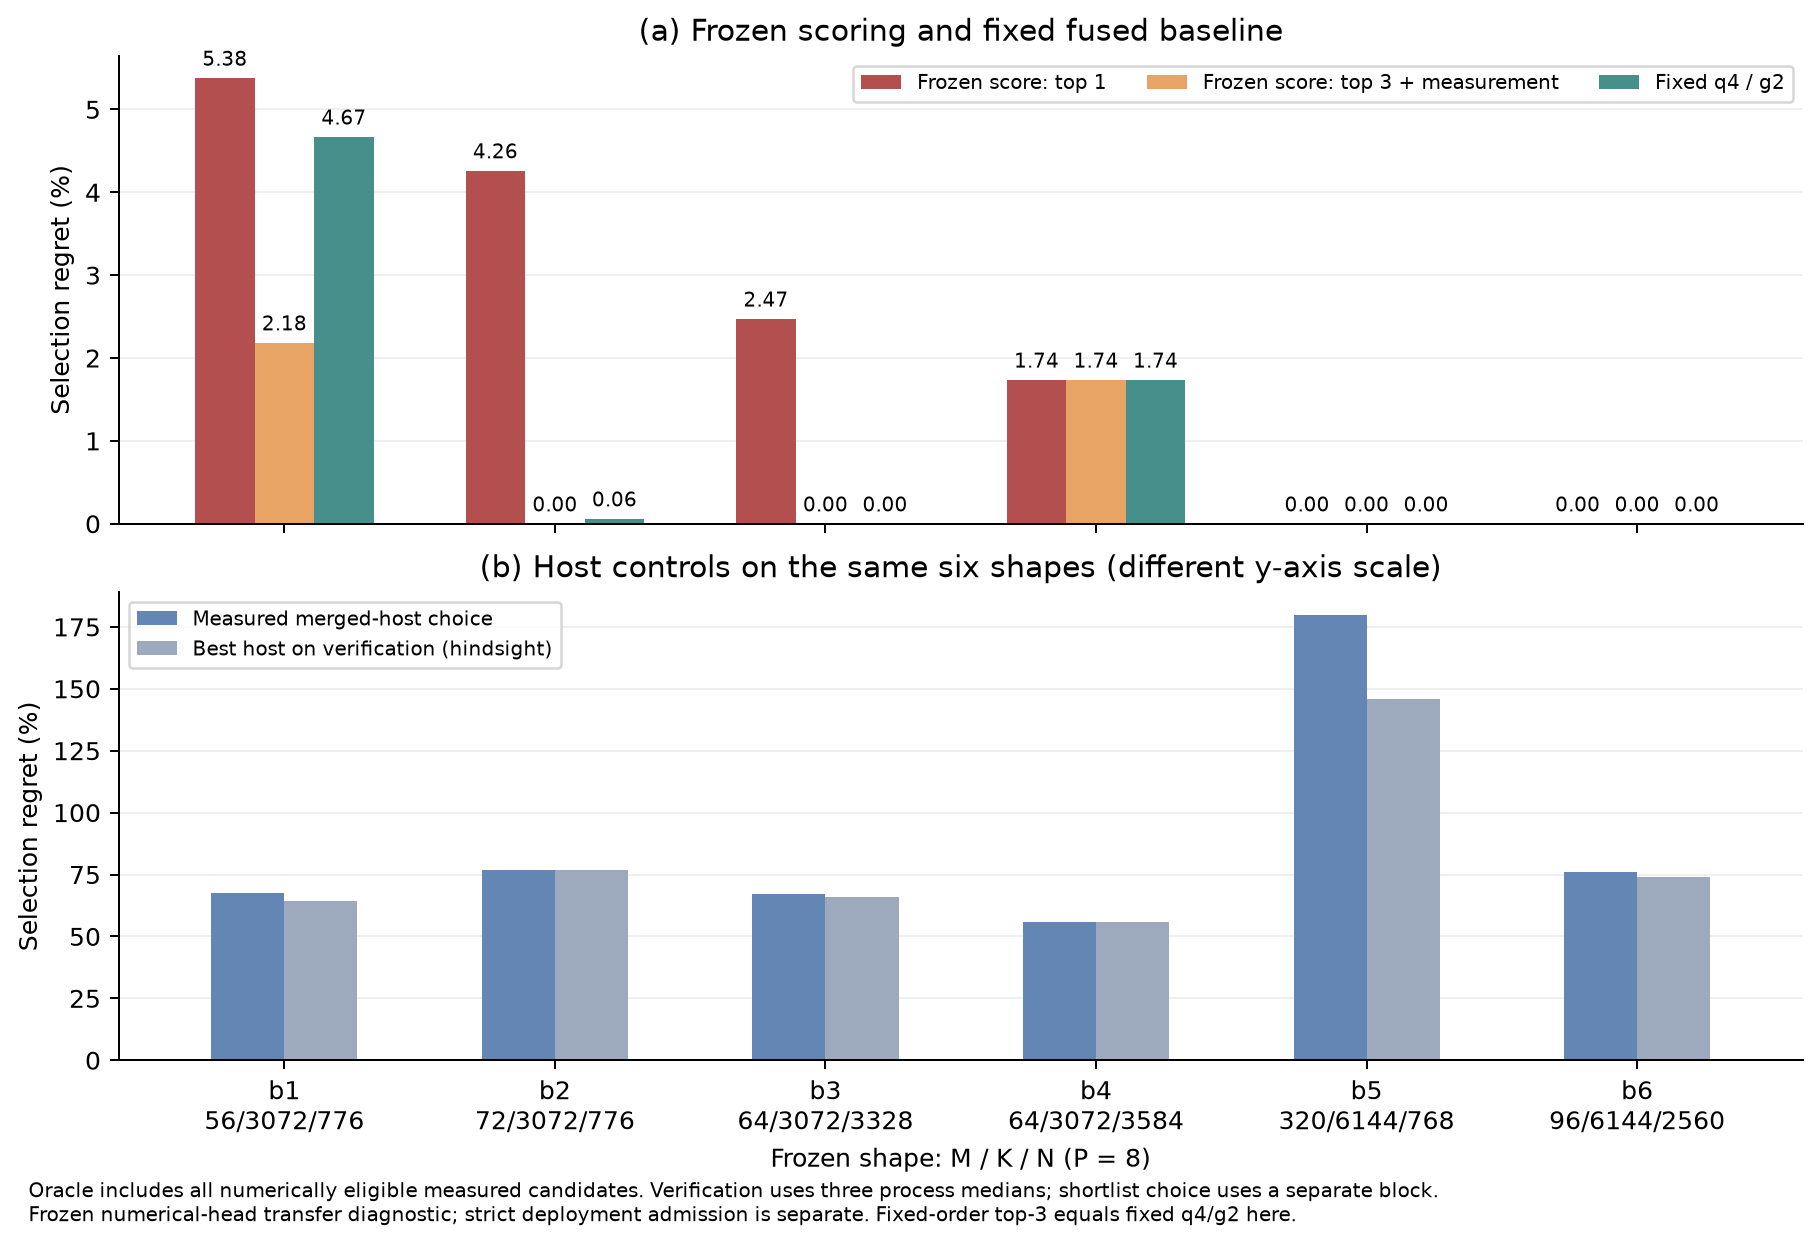 (a) Frozen scoring and fixed fused baseline
Frozen score: top 1
Frozen score: top 3 + measurement
Fixed q4 / g2
Selection regret (%)
5
4
3
2
1
0
5.38
2.18
4.67
4.26
0.00
0.06
2.47
0.00
0.00
1.74
1.74
1.74
0.00
0.00
0.00
0.00
0.00
0.00
(b) Host controls on the same six shapes (different y-axis scale)
Measured merged-host choice
Best host on verification (hindsight)
Selection regret (%)
175
150
125
100
75
50
25
0
b1
56/3072/776
b2
72/3072/776
b3
64/3072/3328
b4
64/3072/3584
b5
320/6144/768
b6
96/6144/2560
Frozen shape: M / K / N (P = 8)
Oracle includes all numerically eligible measured candidates. Verification uses three process medians; shortlist choice uses a separate block.
Frozen numerical-head transfer diagnostic; strict deployment admission is separate. Fixed-order top-3 equals fixed q4/g2 here.